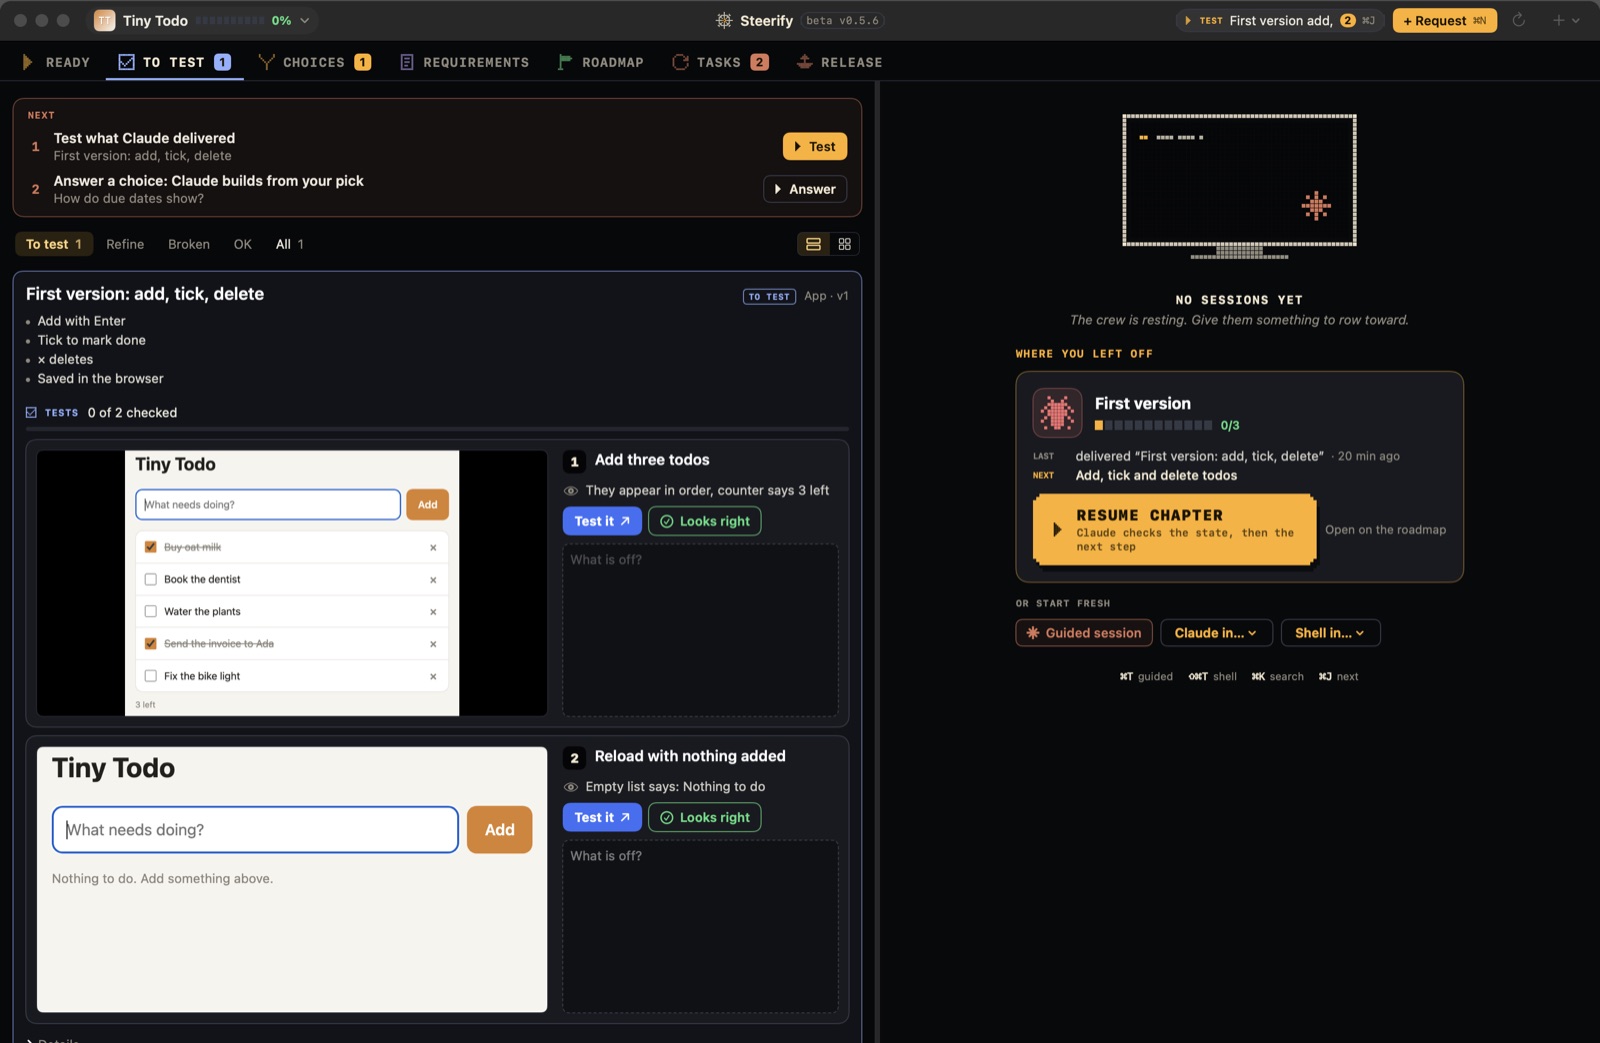 TT Tiny Todo 0%
Steerify beta v0.5.6
TEST First version add, 2 ⌘J
+ Request ⌘N
READY
TO TEST 1
CHOICES 1
REQUIREMENTS
ROADMAP
TASKS 2
RELEASE
NEXT
1 Test what Claude delivered
First version: add, tick, delete
Test
2 Answer a choice: Claude builds from your pick
How do due dates show?
Answer
To test 1 Refine Broken OK All 1
First version: add, tick, delete
TO TEST App · v1
• Add with Enter
• Tick to mark done
• × deletes
• Saved in the browser
TESTS 0 of 2 checked
Tiny Todo
What needs doing? Add
Buy oat milk ×
Book the dentist ×
Water the plants ×
Send the invoice to Ada ×
Fix the bike light ×
3 left
1 Add three todos
They appear in order, counter says 3 left
Test it ↗ Looks right
What is off?
Tiny Todo
What needs doing? Add
Nothing to do. Add something above.
2 Reload with nothing added
Empty list says: Nothing to do
Test it ↗ Looks right
What is off?
NO SESSIONS YET
The crew is resting. Give them something to row toward.
WHERE YOU LEFT OFF
First version
0/3
LAST delivered “First version: add, tick, delete” · 20 min ago
NEXT Add, tick and delete todos
RESUME CHAPTER
Claude checks the state, then the
next step
Open on the roadmap
OR START FRESH
Guided session
Claude in...
Shell in...
⌘T guided ⇧⌘T shell ⌘K search ⌘J next